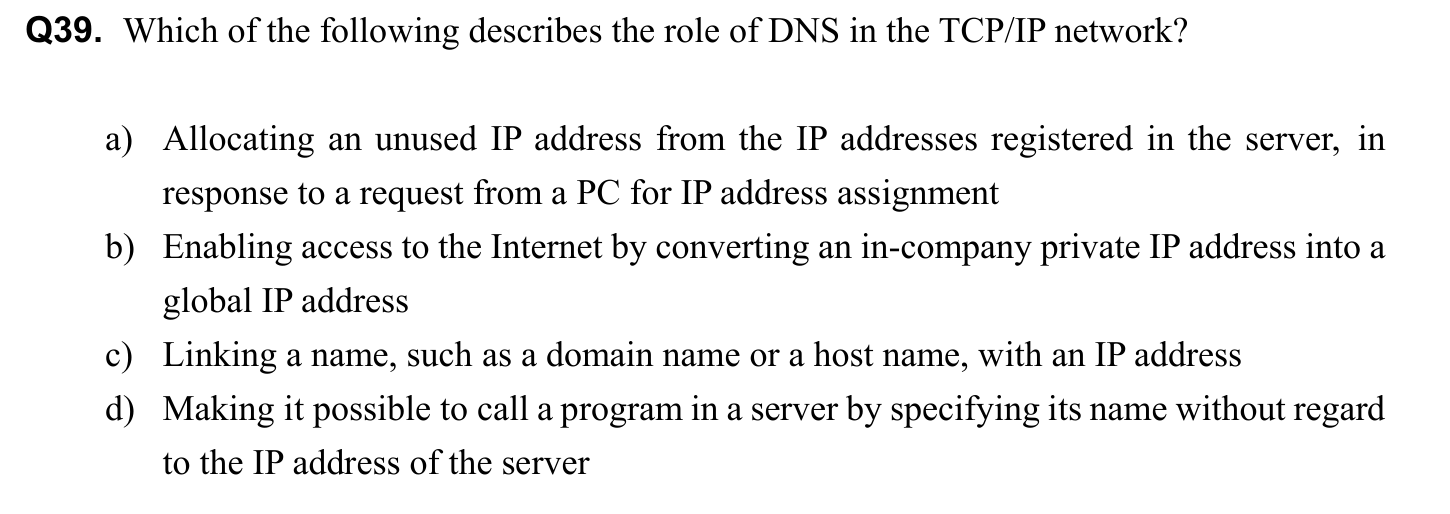 Q39. Which of the following describes the role of DNS in the TCP/IP network?
a) Allocating an unused IP address from the IP addresses registered in the server, in
response to a request from a PC for IP address assignment
b) Enabling access to the Internet by converting an in-company private IP address into a
global IP address
c) Linking a name, such as a domain name or a host name, with an IP address
d) Making it possible to call a program in a server by specifying its name without regard
to the IP address of the server